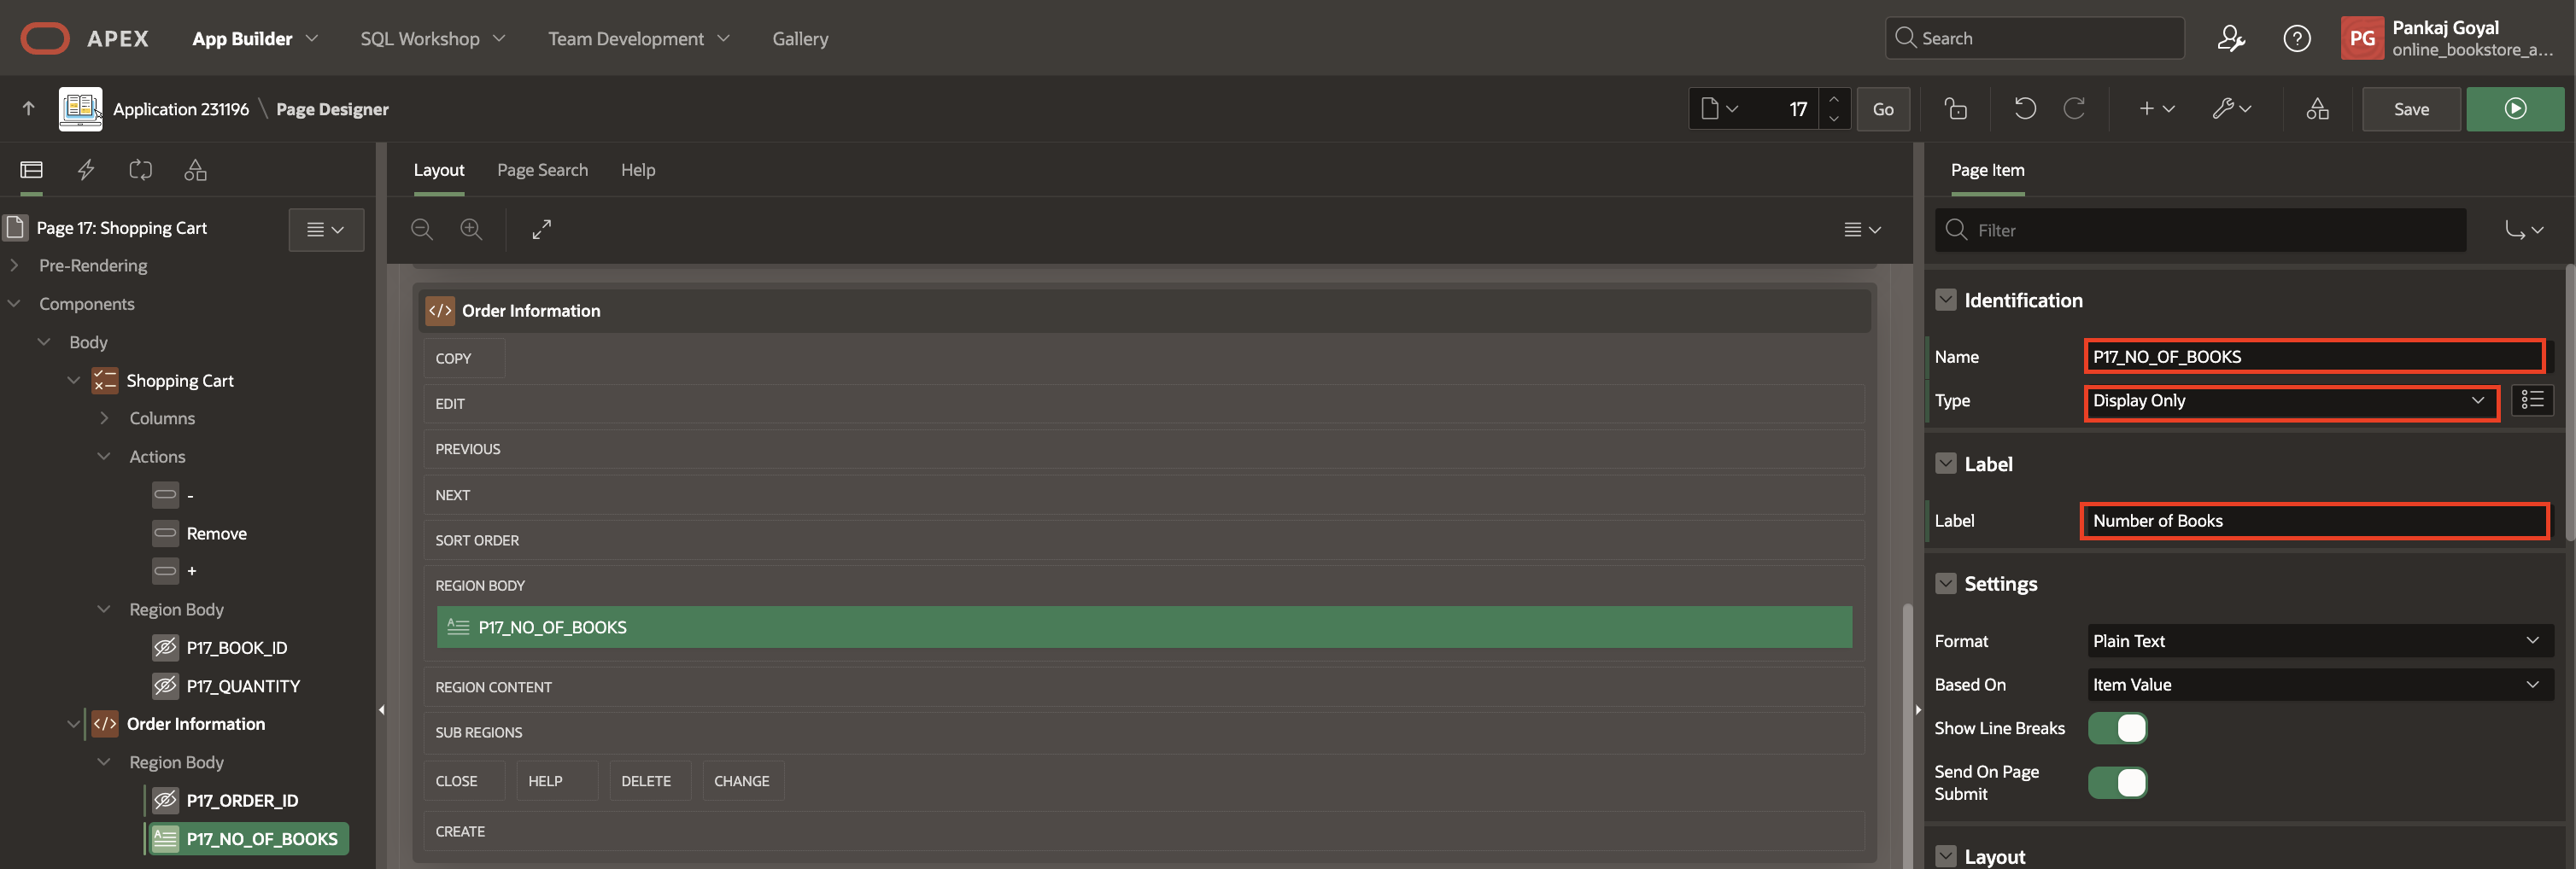 APEX App Builder SQL Workshop Team Development Gallery Search PG Pankaj Goyal
online_bookstore_a...
Application 231196 \ Page Designer 17 Go Save
Layout Page Search Help
Page Item
Page 17: Shopping Cart
Filter
Pre-Rendering
Components
Body
Shopping Cart
Columns
Actions
-
Remove
+
Region Body
P17_BOOK_ID
P17_QUANTITY
Order Information
Region Body
P17_ORDER_ID
P17_NO_OF_BOOKS
Order Information
COPY
EDIT
PREVIOUS
NEXT
SORT ORDER
REGION BODY
P17_NO_OF_BOOKS
REGION CONTENT
SUB REGIONS
CLOSE HELP DELETE CHANGE
CREATE
Identification
Name P17_NO_OF_BOOKS
Type Display Only
Label
Label Number of Books
Settings
Format Plain Text
Based On Item Value
Show Line Breaks
Send On Page
Submit
Layout